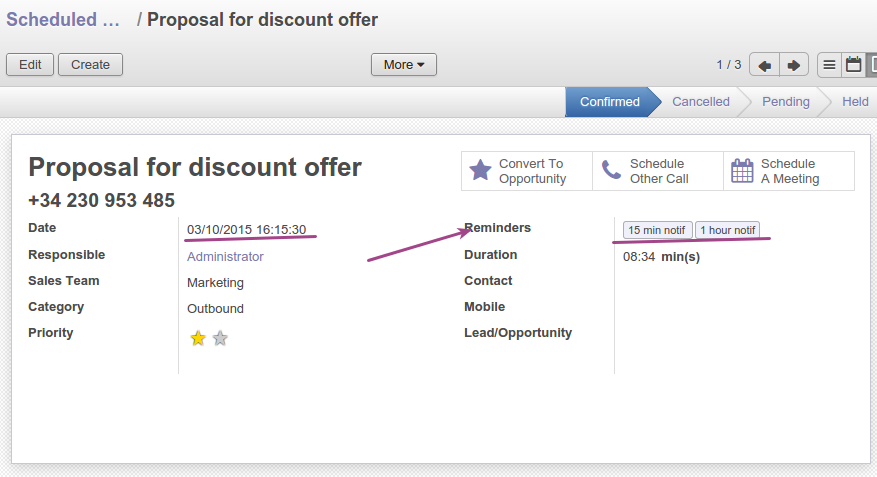 Scheduled ... / Proposal for discount offer
Edit Create More 1 / 3
Confirmed Cancelled Pending Held
Proposal for discount offer
Convert To Opportunity
Schedule Other Call
Schedule A Meeting
+34 230 953 485
Date 03/10/2015 16:15:30
Reminders 15 min notif 1 hour notif
Responsible Administrator
Duration 08:34 min(s)
Sales Team Marketing
Contact
Category Outbound
Mobile
Priority
Lead/Opportunity